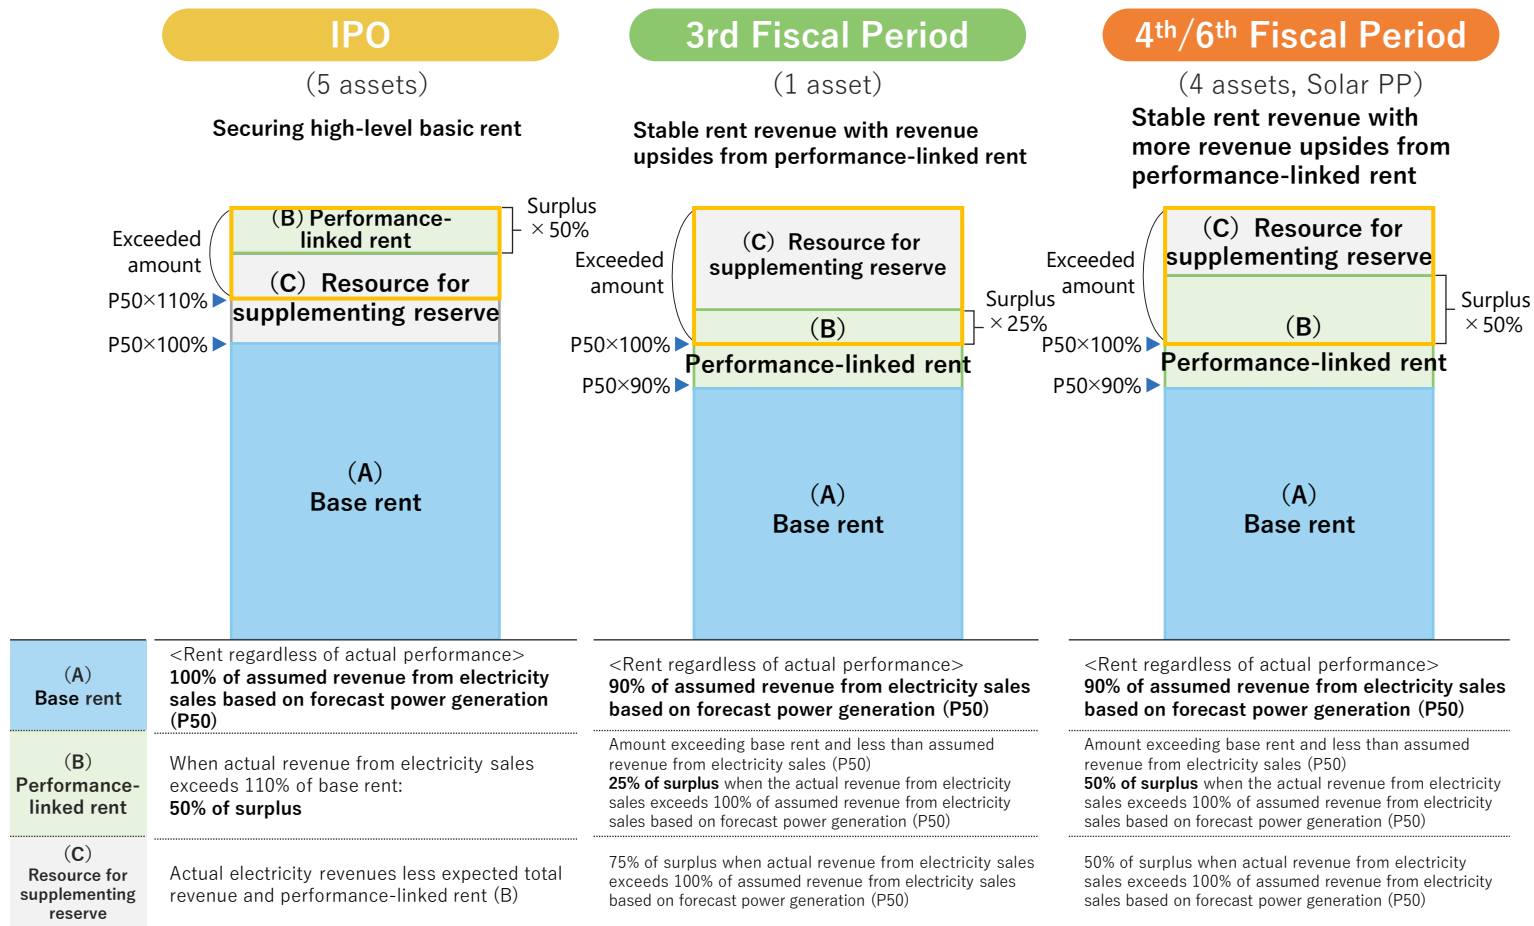 IPO
(5 assets)
Securing high-level basic rent
3rd Fiscal Period
(1 asset)
Stable rent revenue with revenue
upsides from performance-linked rent
4th/6th Fiscal Period
(4 assets, Solar PP)
Stable rent revenue with
more revenue upsides from
performance-linked rent
Exceeded
amount
P50×110%
P50×100%
(B) Performance-
linked rent
(C) Resource for
supplementing reserve
Surplus
×50%
(A)
Base rent
Exceeded
amount
P50×100%
P50×90%
(C) Resource for
supplementing reserve
(B)
Performance-linked rent
Surplus
×25%
(A)
Base rent
Exceeded
amount
P50×100%
P50×90%
(C) Resource for
supplementing reserve
(B)
Performance-linked rent
Surplus
×50%
(A)
Base rent
(A)
Base rent
<Rent regardless of actual performance>
100% of assumed revenue from electricity
sales based on forecast power generation
(P50)
<Rent regardless of actual performance>
90% of assumed revenue from electricity sales
based on forecast power generation (P50)
<Rent regardless of actual performance>
90% of assumed revenue from electricity sales
based on forecast power generation (P50)
(B)
Performance-
linked rent
When actual revenue from electricity sales
exceeds 110% of base rent:
50% of surplus
Amount exceeding base rent and less than assumed
revenue from electricity sales (P50)
25% of surplus when the actual revenue from electricity
sales exceeds 100% of assumed revenue from electricity
sales based on forecast power generation (P50)
Amount exceeding base rent and less than assumed
revenue from electricity sales (P50)
50% of surplus when the actual revenue from electricity
sales exceeds 100% of assumed revenue from electricity
sales based on forecast power generation (P50)
(C)
Resource for
supplementing
reserve
Actual electricity revenues less expected total
revenue and performance-linked rent (B)
75% of surplus when actual revenue from electricity sales
exceeds 100% of assumed revenue from electricity sales
based on forecast power generation (P50)
50% of surplus when actual revenue from electricity
sales exceeds 100% of assumed revenue from electricity
sales based on forecast power generation (P50)